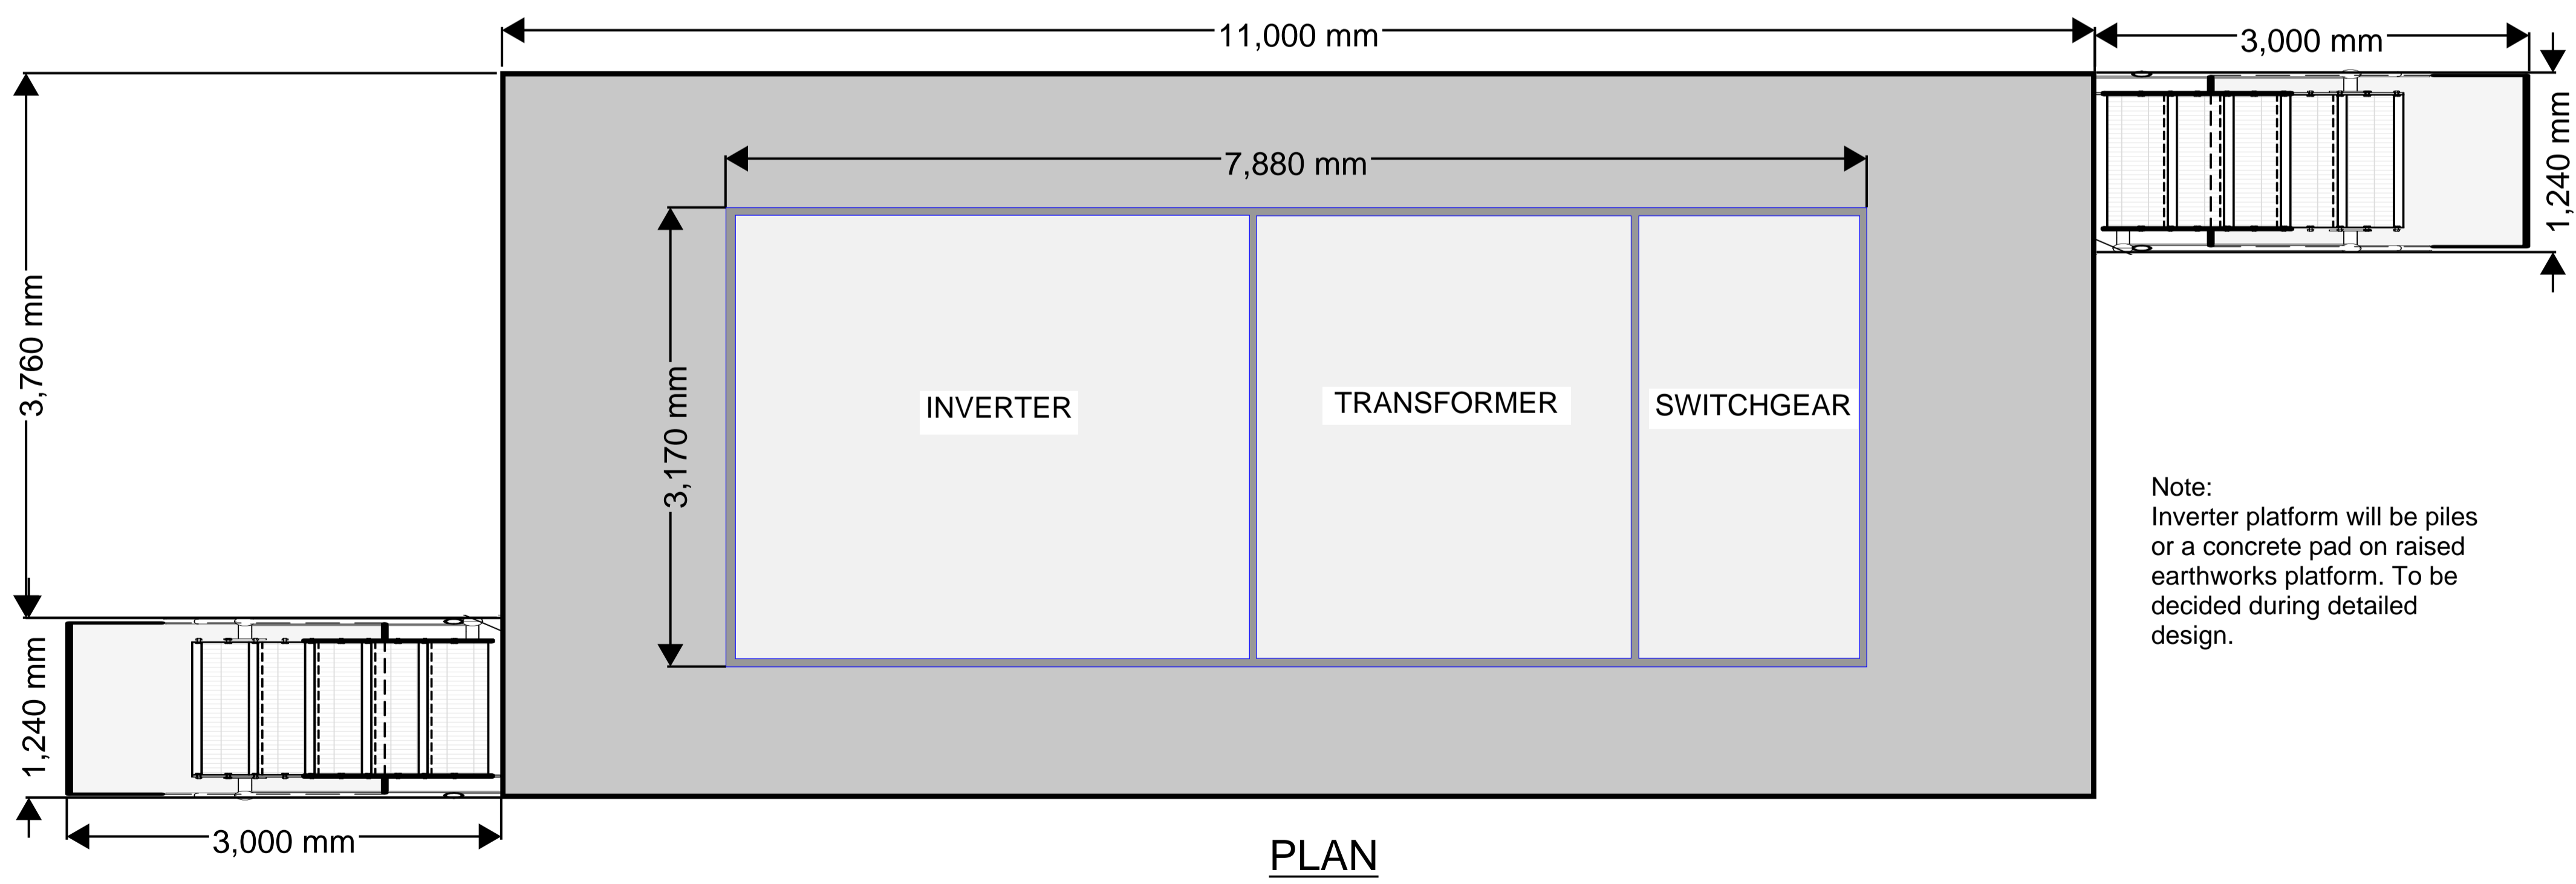 11,000 mm
3,000 mm
1,240 mm
7,880 mm
3,760 mm
3,170 mm
INVERTER
TRANSFORMER
SWITCHGEAR
Note:
Inverter platform will be piles
or a concrete pad on raised
earthworks platform. To be
decided during detailed
design.
1,240 mm
3,000 mm
PLAN